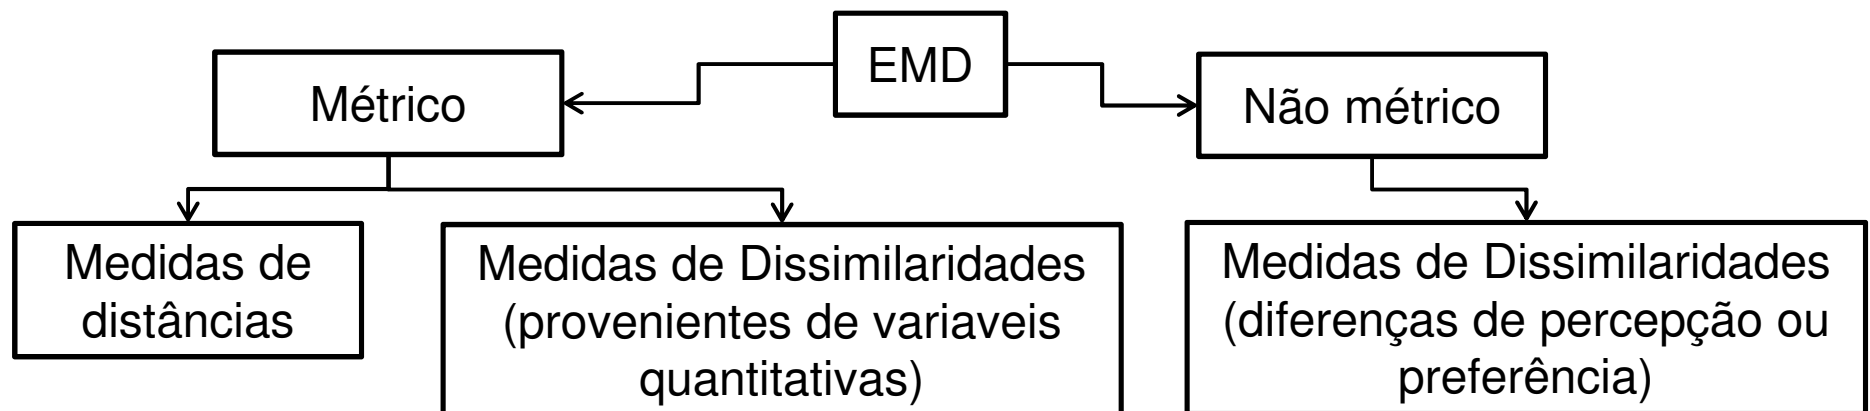 EMD
Métrico
Não métrico
Medidas de
distâncias
Medidas de Dissimilaridades
(provenientes de variaveis
quantitativas)
Medidas de Dissimilaridades
(diferenças de percepção ou
preferência)